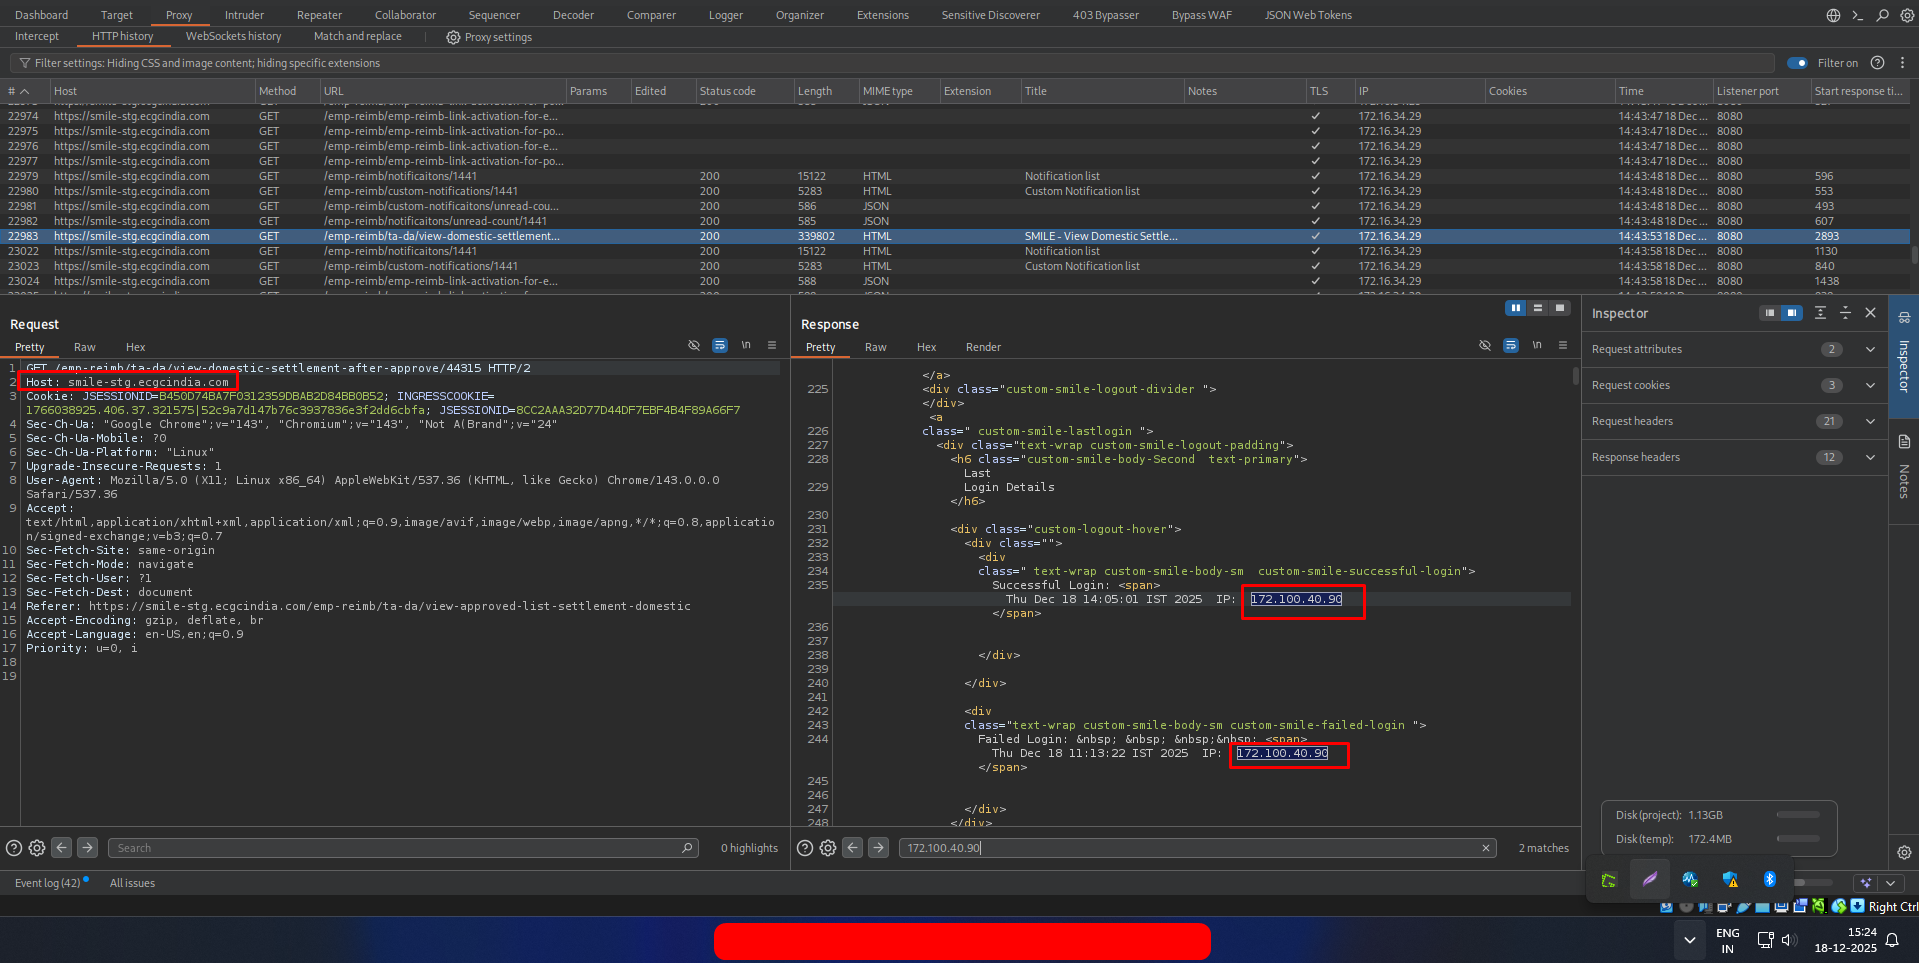 Dashboard Target Proxy Intruder Repeater Collaborator Sequencer Decoder Comparer Logger Organizer Extensions Sensitive Discoverer 403 Bypasser Bypass WAF JSON Web Tokens
Intercept HTTP history WebSockets history Match and replace Proxy settings
Filter settings: Hiding CSS and image content; hiding specific extensions Filter on
# Host Method URL Params Edited Status code Length MIME type Extension Title Notes TLS IP Cookies Time Listener port Start response ti...
22974 https://smile-stg.ecgcindia.com GET /emp-reimb/emp-reimb-link-activation-for-e... ✓ 172.16.34.29 14:43:47 18 Dec ... 8080
22975 https://smile-stg.ecgcindia.com GET /emp-reimb/emp-reimb-link-activation-for-po... ✓ 172.16.34.29 14:43:47 18 Dec ... 8080
22976 https://smile-stg.ecgcindia.com GET /emp-reimb/emp-reimb-link-activation-for-e... ✓ 172.16.34.29 14:43:47 18 Dec ... 8080
22977 https://smile-stg.ecgcindia.com GET /emp-reimb/emp-reimb-link-activation-for-po... ✓ 172.16.34.29 14:43:47 18 Dec ... 8080
22979 https://smile-stg.ecgcindia.com GET /emp-reimb/notificaitons/1441 200 15122 HTML Notification list ✓ 172.16.34.29 14:43:48 18 Dec ... 8080 596
22980 https://smile-stg.ecgcindia.com GET /emp-reimb/custom-notifications/1441 200 5283 HTML Custom Notification list ✓ 172.16.34.29 14:43:48 18 Dec ... 8080 553
22981 https://smile-stg.ecgcindia.com GET /emp-reimb/custom-notifications/unread-cou... 200 586 JSON ✓ 172.16.34.29 14:43:48 18 Dec ... 8080 493
22982 https://smile-stg.ecgcindia.com GET /emp-reimb/notificaitons/unread-count/1441 200 585 JSON ✓ 172.16.34.29 14:43:48 18 Dec ... 8080 607
22983 https://smile-stg.ecgcindia.com GET /emp-reimb/ta-da/view-domestic-settlement... 200 339802 HTML SMILE - View Domestic Settle... ✓ 172.16.34.29 14:43:53 18 Dec ... 8080 2893
23022 https://smile-stg.ecgcindia.com GET /emp-reimb/notificaitons/1441 200 15122 HTML Notification list ✓ 172.16.34.29 14:43:58 18 Dec ... 8080 1130
23023 https://smile-stg.ecgcindia.com GET /emp-reimb/custom-notifications/1441 200 5283 HTML Custom Notification list ✓ 172.16.34.29 14:43:58 18 Dec ... 8080 840
23024 https://smile-stg.ecgcindia.com GET /emp-reimb/emp-reimb-link-activation-for-e... 200 588 JSON ✓ 172.16.34.29 14:43:58 18 Dec ... 8080 1438
Request
Pretty Raw Hex \n
1 GET /emp-reimb/ta-da/view-domestic-settlement-after-approve/44315 HTTP/2
2 Host: smile-stg.ecgcindia.com
3 Cookie: JSESSIONID=B450D74BA7F0312359DBAB2D84BB0B52; INGRESSCOOKIE=
1766038925.406.37.321575|52c9a7d147b76c3937836e3f2dd6cbfa; JSESSIONID=8CC2AAA32D77D44DF7EBF4B4F89A66F7
4 Sec-Ch-Ua: "Google Chrome";v="143", "Chromium";v="143", "Not A(Brand";v="24"
5 Sec-Ch-Ua-Mobile: ?0
6 Sec-Ch-Ua-Platform: "Linux"
7 Upgrade-Insecure-Requests: 1
8 User-Agent: Mozilla/5.0 (X11; Linux x86_64) AppleWebKit/537.36 (KHTML, like Gecko) Chrome/143.0.0.0
Safari/537.36
9 Accept:
text/html,application/xhtml+xml,application/xml;q=0.9,image/avif,image/webp,image/apng,*/*;q=0.8,applicatio
n/signed-exchange;v=b3;q=0.7
10 Sec-Fetch-Site: same-origin
11 Sec-Fetch-Mode: navigate
12 Sec-Fetch-User: ?1
13 Sec-Fetch-Dest: document
14 Referer: https://smile-stg.ecgcindia.com/emp-reimb/ta-da/view-approved-list-settlement-domestic
15 Accept-Encoding: gzip, deflate, br
16 Accept-Language: en-US,en;q=0.9
17 Priority: u=0, i
18
19
Search 0 highlights
Response
Pretty Raw Hex Render \n
</a>
225 <div class="custom-smile-logout-divider ">
</div>
<a
226 class=" custom-smile-lastlogin ">
227 <div class="text-wrap custom-smile-logout-padding">
228 <h6 class="custom-smile-body-Second  text-primary">
Last
229 Login Details
</h6>
230
231 <div class="custom-logout-hover">
232 <div class="">
233 <div
234 class=" text-wrap custom-smile-body-sm  custom-smile-successful-login">
235 Successful Login: <span>
Thu Dec 18 14:05:01 IST 2025  IP: 172.100.40.90
</span>
236
237
238 </div>
239
240 </div>
241
242 <div
243 class="text-wrap custom-smile-body-sm custom-smile-failed-login ">
244 Failed Login: &nbsp; &nbsp; &nbsp;&nbsp; <span>
Thu Dec 18 11:13:22 IST 2025  IP: 172.100.40.90
</span>
245
246
247 </div>
248 </div>
172.100.40.90 2 matches
Inspector
Request attributes 2
Request cookies 3
Request headers 21
Response headers 12
Inspector
Notes
Disk (project): 1.13GB
Disk (temp): 172.4MB
Event log (42) All issues
Right Ctrl
ENG
IN
15:24
18-12-2025